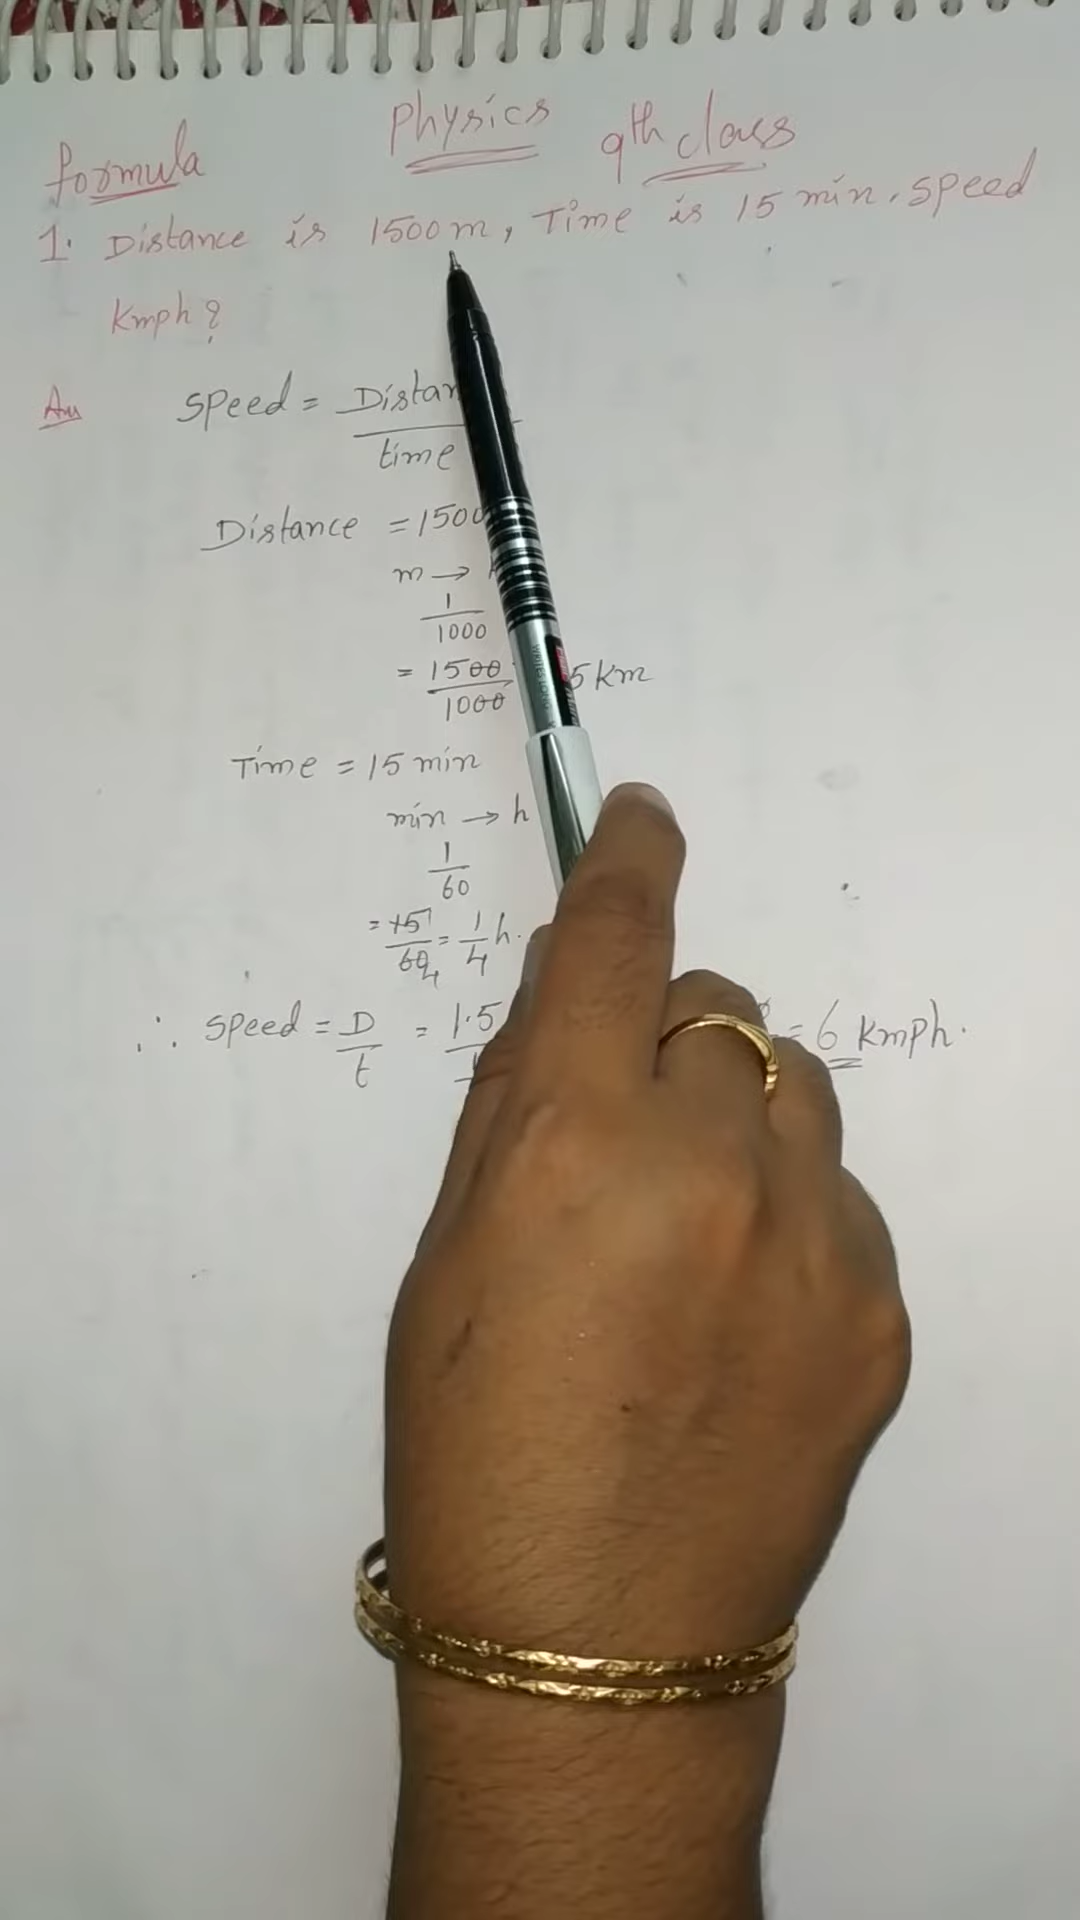 Physics 9th class
formula
1. Distance is 1500m, Time is 15 min. speed
Kmph?
Ans
Speed =
time
Distance =
m →
1
1000
= 1500 5 Km
1000
Time = 15 min
min → h
1
60
= 15 = 1 h.
60 4 4
∴ speed = D = 1.5 = 6 kmph.
t